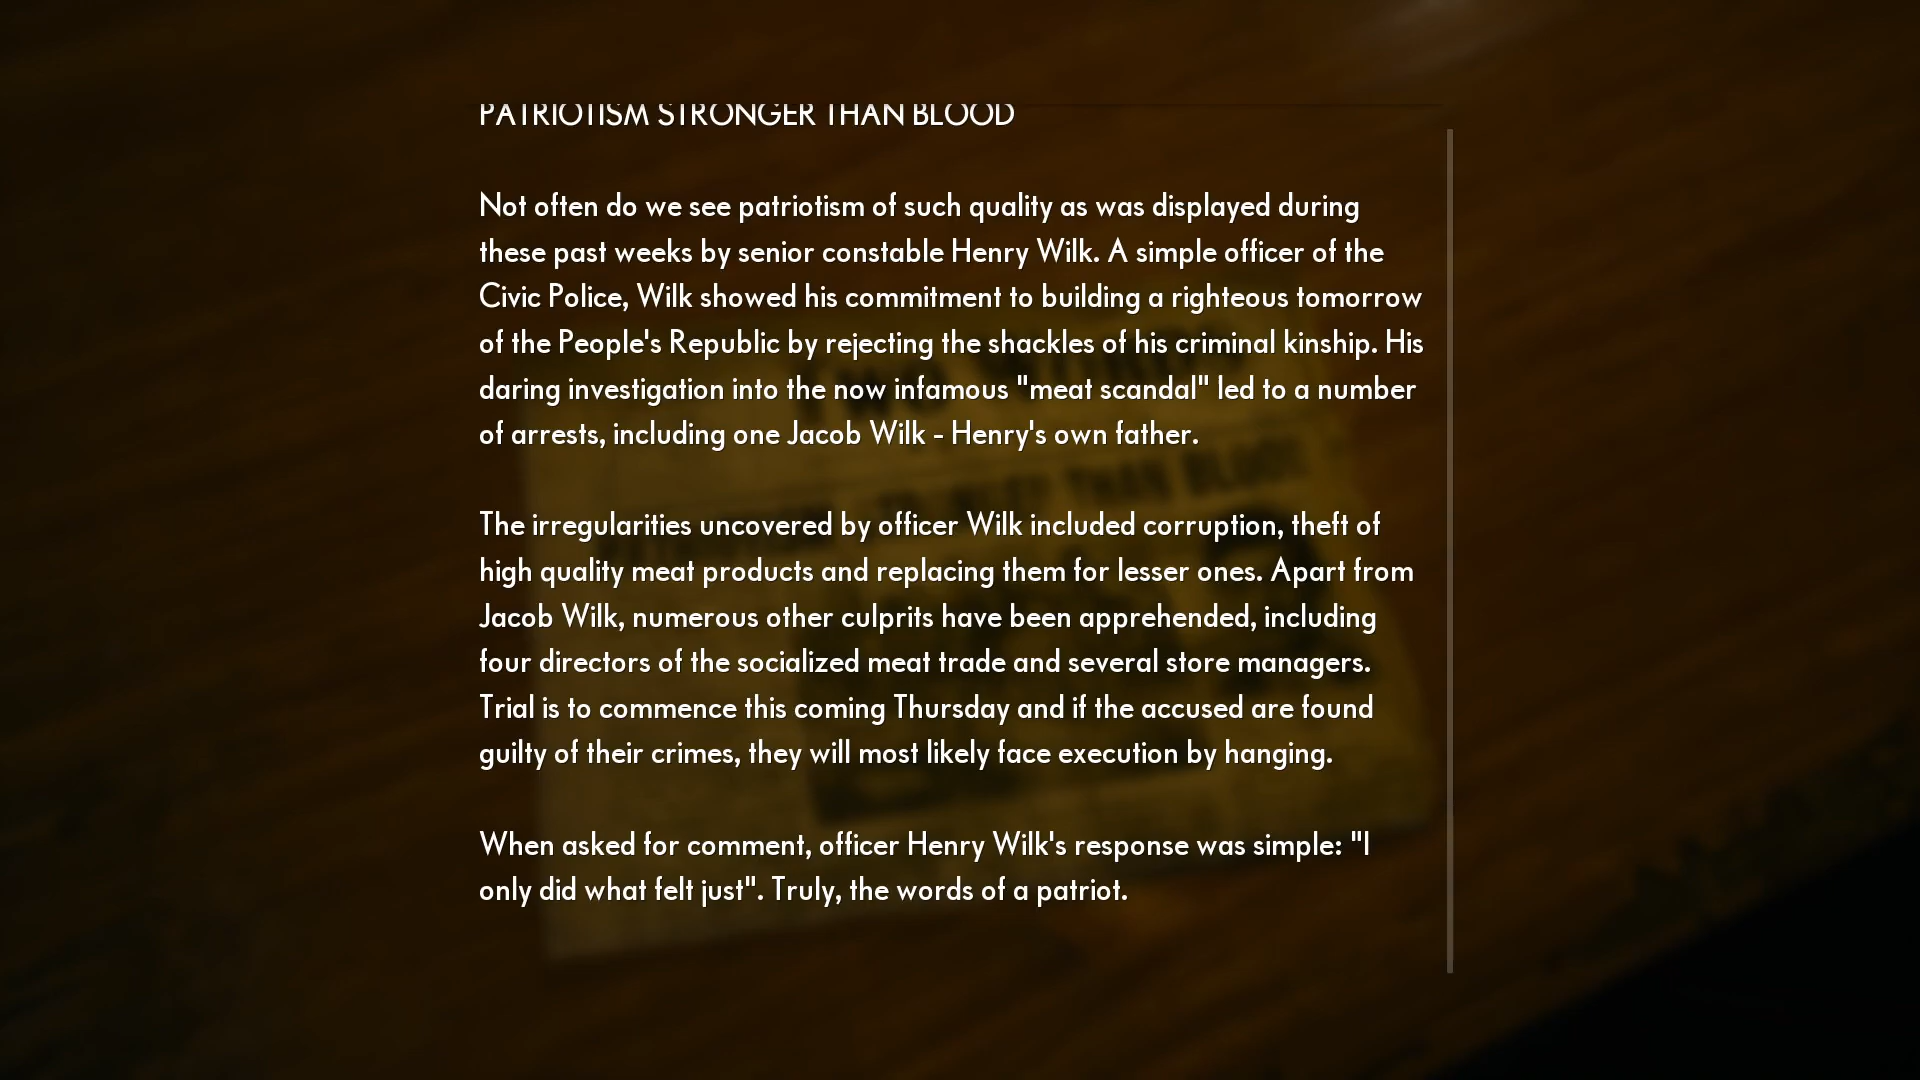 PATRIOTISM STRONGER THAN BLOOD
Not often do we see patriotism of such quality as was displayed during
these past weeks by senior constable Henry Wilk. A simple officer of the
Civic Police, Wilk showed his commitment to building a righteous tomorrow
of the People's Republic by rejecting the shackles of his criminal kinship. His
daring investigation into the now infamous "meat scandal" led to a number
of arrests, including one Jacob Wilk - Henry's own father.
The irregularities uncovered by officer Wilk included corruption, theft of
high quality meat products and replacing them for lesser ones. Apart from
Jacob Wilk, numerous other culprits have been apprehended, including
four directors of the socialized meat trade and several store managers.
Trial is to commence this coming Thursday and if the accused are found
guilty of their crimes, they will most likely face execution by hanging.
When asked for comment, officer Henry Wilk's response was simple: "I
only did what felt just". Truly, the words of a patriot.
THAN BLOOD